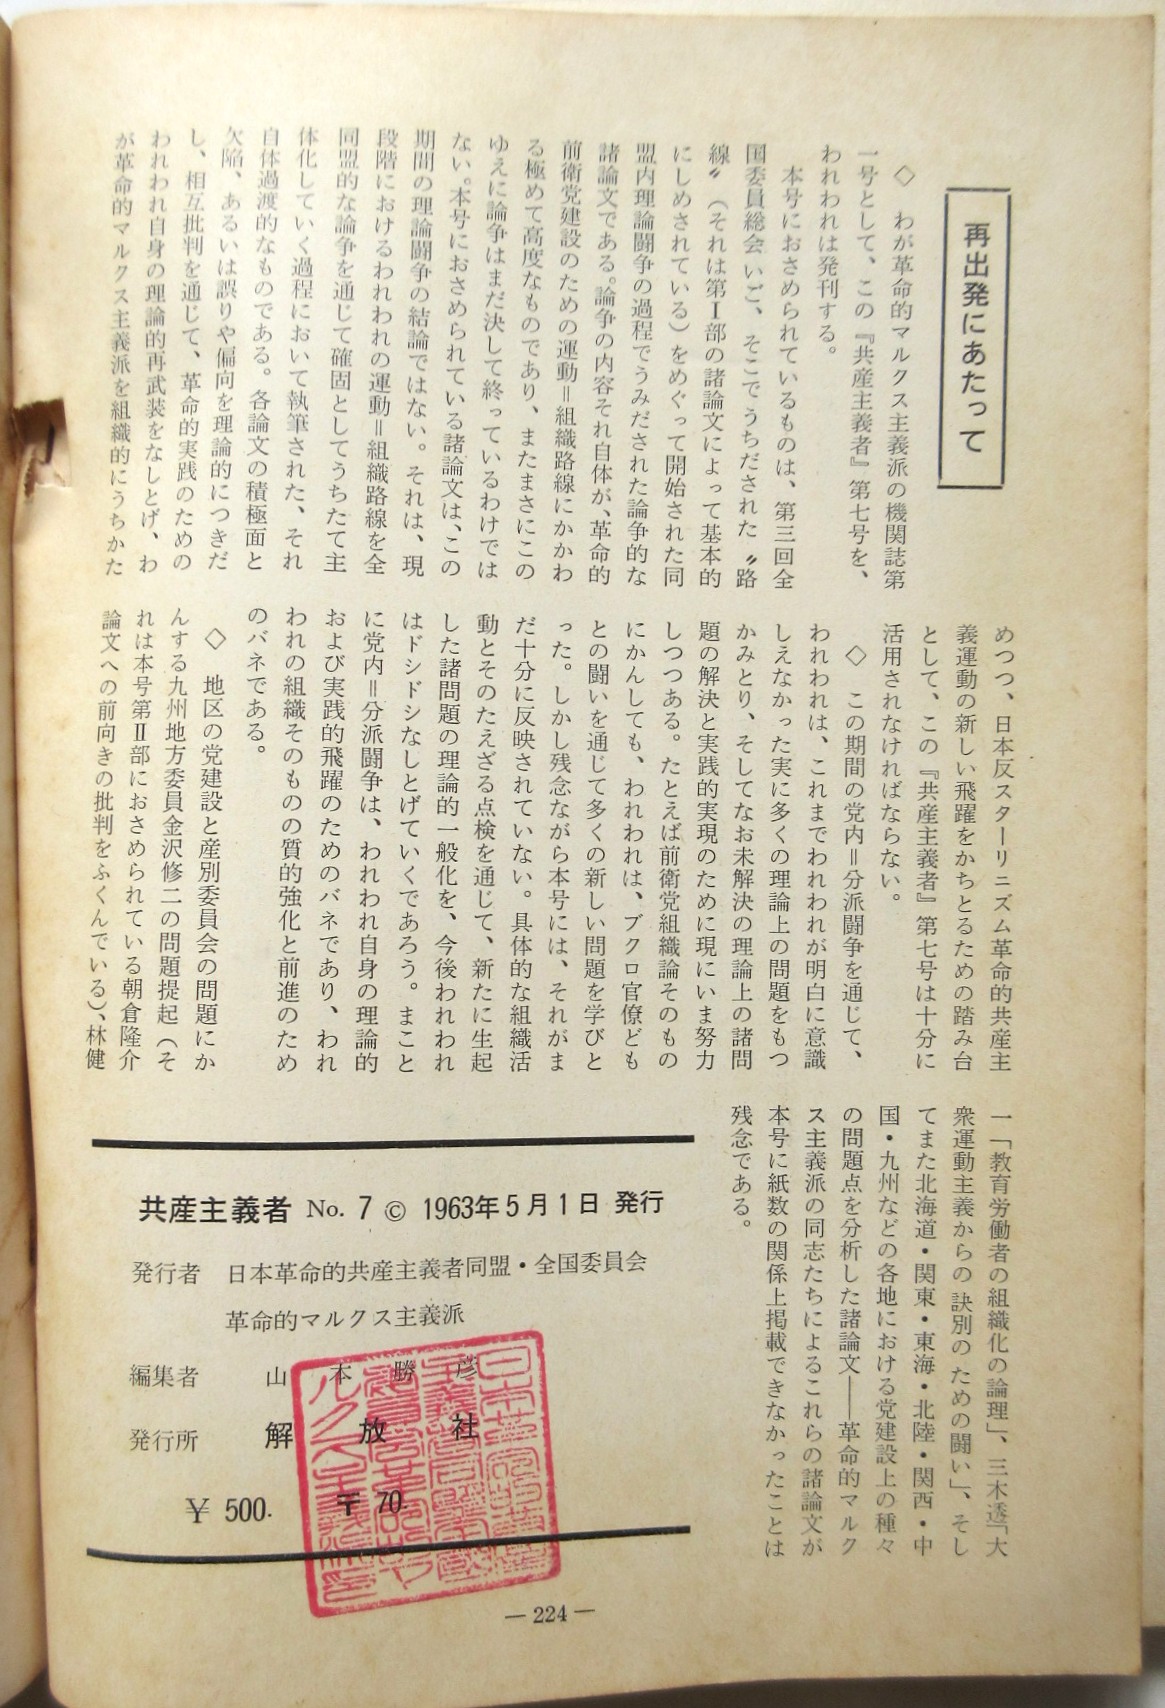 再出発にあたって
◇　わが革命的マルクス主義派の機関誌第
一号として、この『共産主義者』第七号を、
われわれは発刊する。
本号におさめられているものは、第三回全
国委員総会いご、そこでうちだされた〝路
線〟（それは第Ⅰ部の諸論文によって基本的
にしめされている）をめぐって開始された同
盟内理論闘争の過程でうみだされた論争的な
諸論文である。論争の内容それ自体が、革命的
前衛党建設のための運動＝組織路線にかかわ
る極めて高度なものであり、またまさにこの
ゆえに論争はまだ決して終っているわけでは
ない。本号におさめられている諸論文は、この
期間の理論闘争の結論ではない。それは、現
段階におけるわれわれの運動＝組織路線を全
同盟的な論争を通じて確固としてうちたて主
体化していく過程において執筆された、それ
自体過渡的なものである。各論文の積極面と
欠陥、あるいは誤りや偏向を理論的につきだ
し、相互批判を通じて、革命的実践のための
われわれ自身の理論的再武装をなしとげ、わ
が革命的マルクス主義派を組織的にうちかた
めつつ、日本反スターリニズム革命的共産主
義運動の新しい飛躍をかちとるための踏み台
として、この『共産主義者』第七号は十分に
活用されなければならない。
◇　この期間の党内＝分派闘争を通じて、
われわれは、これまでわれわれが明白に意識
しえなかった実に多くの理論上の問題をもつ
かみとり、そしてなお未解決の理論上の諸問
題の解決と実践的実現のために現にいま努力
しつつある。たとえば前衛党組織論そのもの
にかんしても、われわれは、ブクロ官僚ども
との闘いを通じて多くの新しい問題を学びと
った。しかし残念ながら本号には、それがま
だ十分に反映されていない。具体的な組織活
動とそのたえざる点検を通じて、新たに生起
した諸問題の理論的一般化を、今後われわれ
はドシドシなしとげていくであろう。まこと
に党内＝分派闘争は、われわれ自身の理論的
および実践的飛躍のためのバネであり、われ
われの組織そのものの質的強化と前進のため
のバネである。
◇　地区の党建設と産別委員会の問題にか
んする九州地方委員金沢修二の問題提起（そ
れは本号第Ⅱ部におさめられている朝倉隆介
論文への前向きの批判をふくんでいる）、林健
一「教育労働者の組織化の論理」、三木透「大
衆運動主義からの訣別のための闘い」、そし
てまた北海道・関東・東海・北陸・関西・中
国・九州などの各地における党建設上の種々
の問題点を分析した諸論文――革命的マルク
ス主義派の同志たちによるこれらの諸論文が
本号に紙数の関係上掲載できなかったことは
残念である。
共産主義者 No. 7 © 1963年5月1日 発行
発行者　日本革命的共産主義者同盟・全国委員会
革命的マルクス主義派
編集者　山本勝彦
発行所　解放社
￥ 500.　〒 70.
― 224 ―